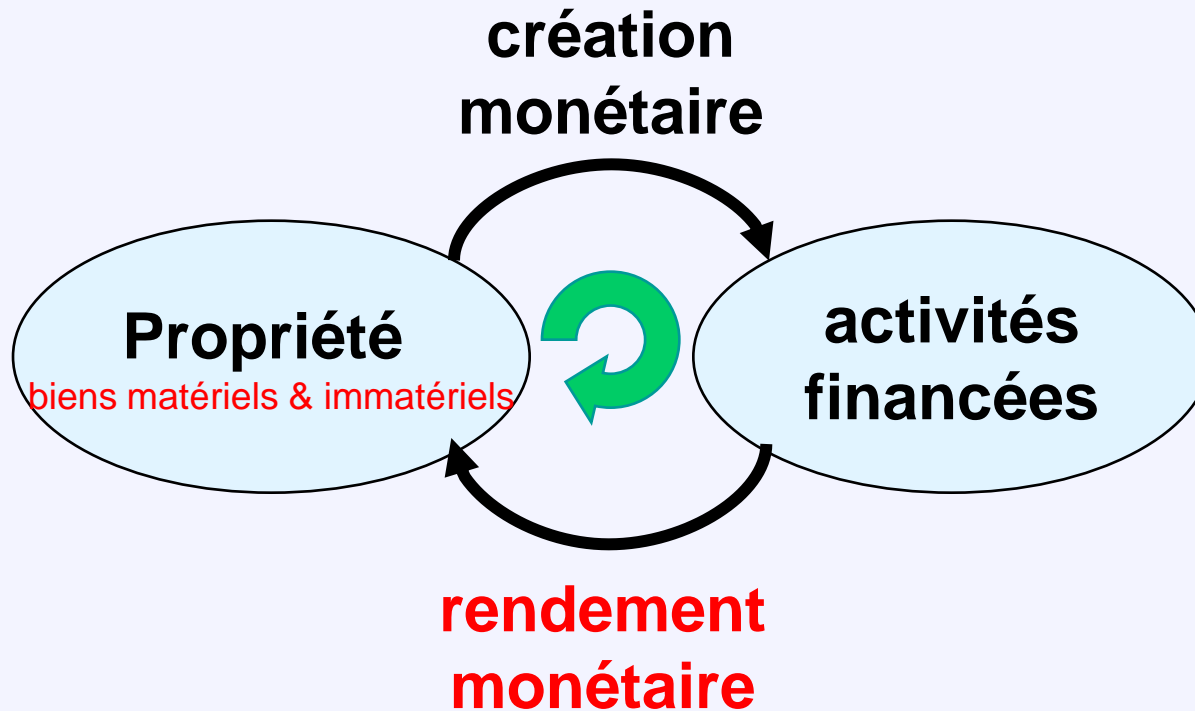 création
monétaire
Propriété
biens matériels & immatériels
activités
financées
rendement
monétaire